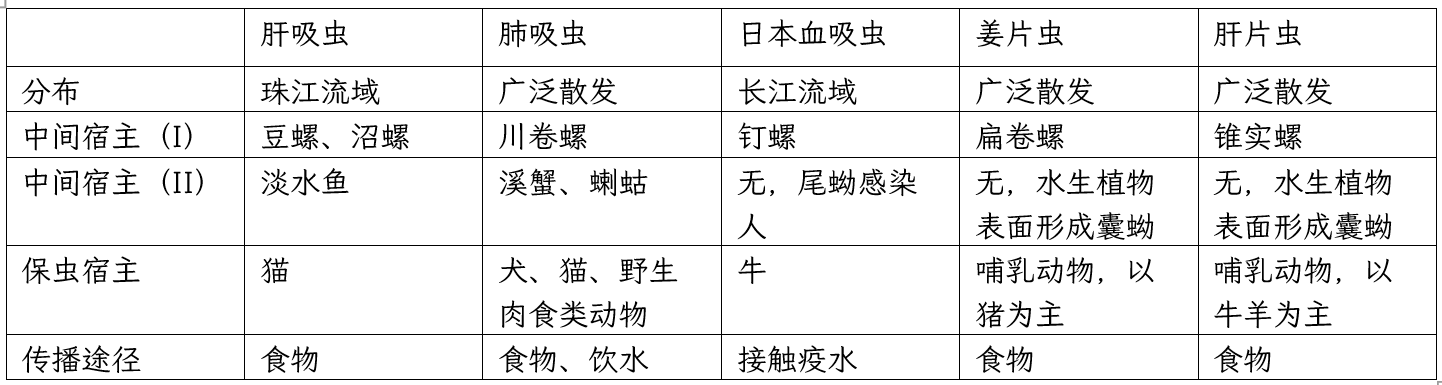 肝吸虫 肺吸虫 日本血吸虫 姜片虫 肝片虫
分布 珠江流域 广泛散发 长江流域 广泛散发 广泛散发
中间宿主（I） 豆螺、沼螺 川卷螺 钉螺 扁卷螺 锥实螺
中间宿主（II） 淡水鱼 溪蟹、蝲蛄 无，尾蚴感染 无，水生植物 无，水生植物
人 表面形成囊蚴 表面形成囊蚴
保虫宿主 猫 犬、猫、野生 牛 哺乳动物，以 哺乳动物，以
肉食类动物 猪为主 牛羊为主
传播途径 食物 食物、饮水 接触疫水 食物 食物